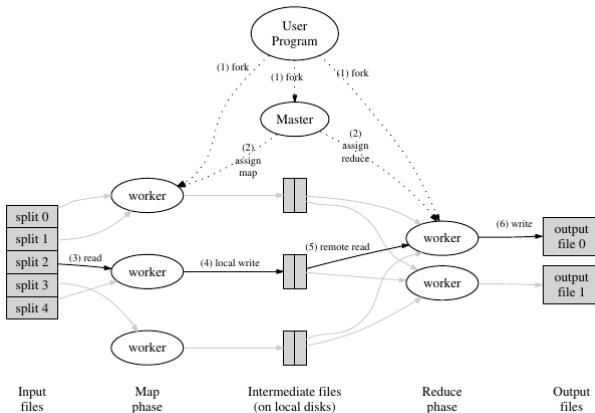 User
Program
(1) fork
(1) fork
(1) fork
Master
(2)
assign
map
(2)
assign
reduce
worker
split 0
split 1
split 2
split 3
split 4
(3) read
worker
(4) local write
(5) remote read
worker
(6) write
output
file 0
worker
output
file 1
worker
Input
files
Map
phase
Intermediate files
(on local disks)
Reduce
phase
Output
files